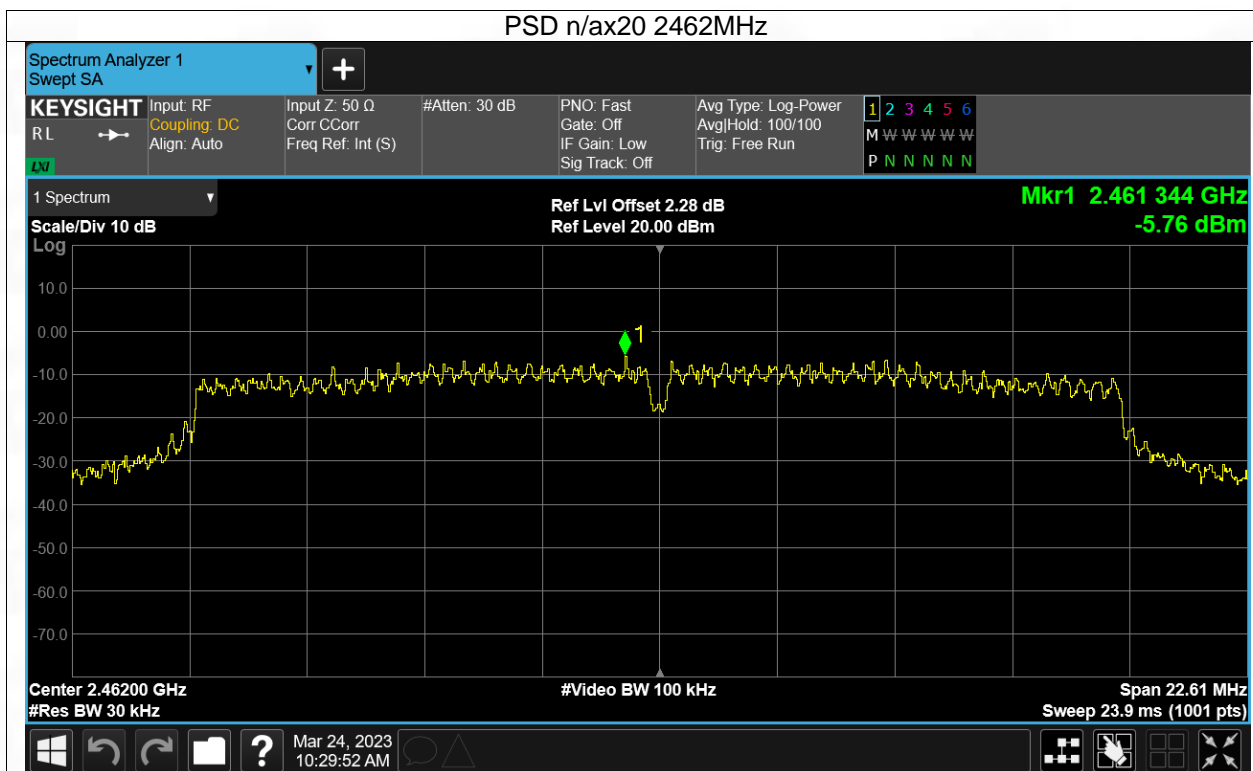 PSD n/ax20 2462MHz
Spectrum Analyzer 1
Swept SA
KEYSIGHT
RL
LXI
Input: RF
Coupling: DC
Align: Auto
Input Z: 50 Ω
Corr CCorr
Freq Ref: Int (S)
#Atten: 30 dB
PNO: Fast
Gate: Off
IF Gain: Low
Sig Track: Off
Avg Type: Log-Power
Avg|Hold: 100/100
Trig: Free Run
1 2 3 4 5 6
M W W W W W
P N N N N N
1 Spectrum
Scale/Div 10 dB
Ref Lvl Offset 2.28 dB
Ref Level 20.00 dBm
Mkr1 2.461 344 GHz
-5.76 dBm
Log
10.0
0.00
-10.0
-20.0
-30.0
-40.0
-50.0
-60.0
-70.0
1
Center 2.46200 GHz
#Res BW 30 kHz
#Video BW 100 kHz
Span 22.61 MHz
Sweep 23.9 ms (1001 pts)
?
Mar 24, 2023
10:29:52 AM